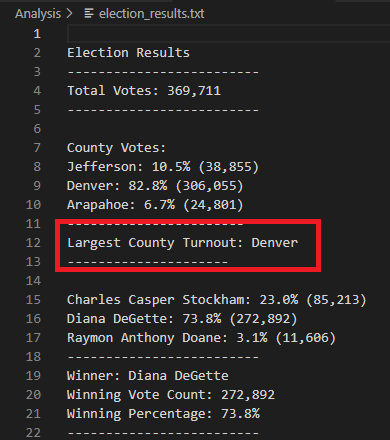 Analysis > election_results.txt
1
2 Election Results
3 -------------------------
4 Total Votes: 369,711
5 -------------------------
6
7 County Votes:
8 Jefferson: 10.5% (38,855)
9 Denver: 82.8% (306,055)
10 Arapahoe: 6.7% (24,801)
11 -----------------------
12 Largest County Turnout: Denver
13 ---------------------
14
15 Charles Casper Stockham: 23.0% (85,213)
16 Diana DeGette: 73.8% (272,892)
17 Raymon Anthony Doane: 3.1% (11,606)
18 -------------------------
19 Winner: Diana DeGette
20 Winning Vote Count: 272,892
21 Winning Percentage: 73.8%
22 -------------------------